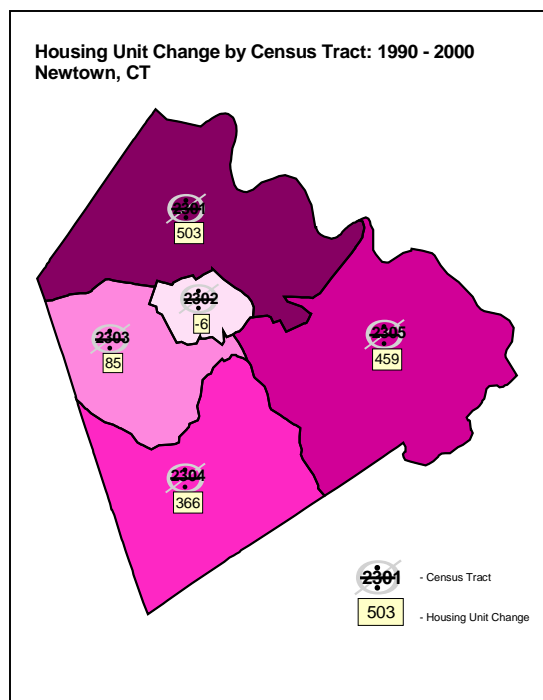 Housing Unit Change by Census Tract: 1990 - 2000
Newtown, CT
2301
503
2302
-6
2303
85
2305
459
2304
366
2301 - Census Tract
503 - Housing Unit Change